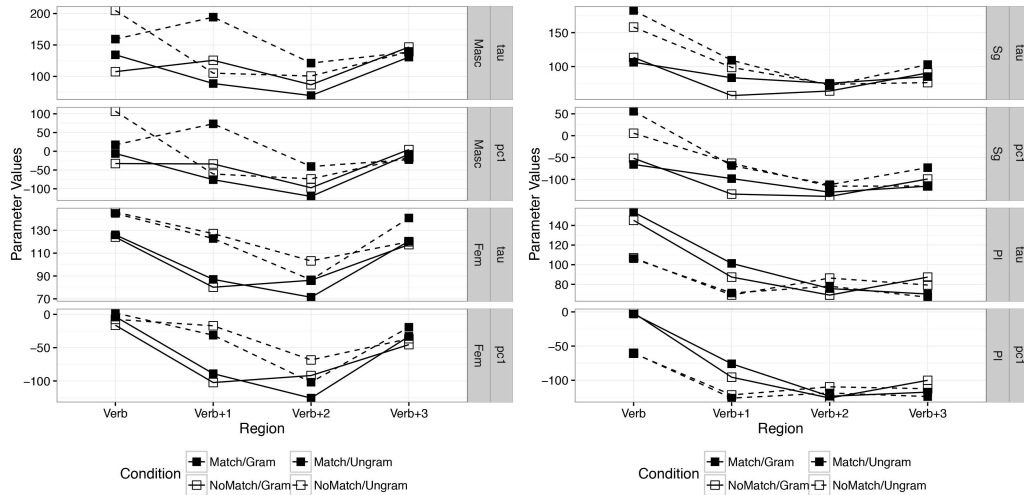 Parameter Values
200
150
100
Masc
tau
100
50
0
−50
−100
Masc
pc1
130
110
90
70
Fem
tau
0
−50
−100
Fem
pc1
Verb Verb+1 Verb+2 Verb+3
Region
Condition
Match/Gram Match/Ungram
NoMatch/Gram NoMatch/Ungram
Parameter Values
150
100
Sg
tau
50
0
−50
−100
Sg
pc1
140
120
100
80
Pl
tau
0
−50
−100
Pl
pc1
Verb Verb+1 Verb+2 Verb+3
Region
Condition
Match/Gram Match/Ungram
NoMatch/Gram NoMatch/Ungram